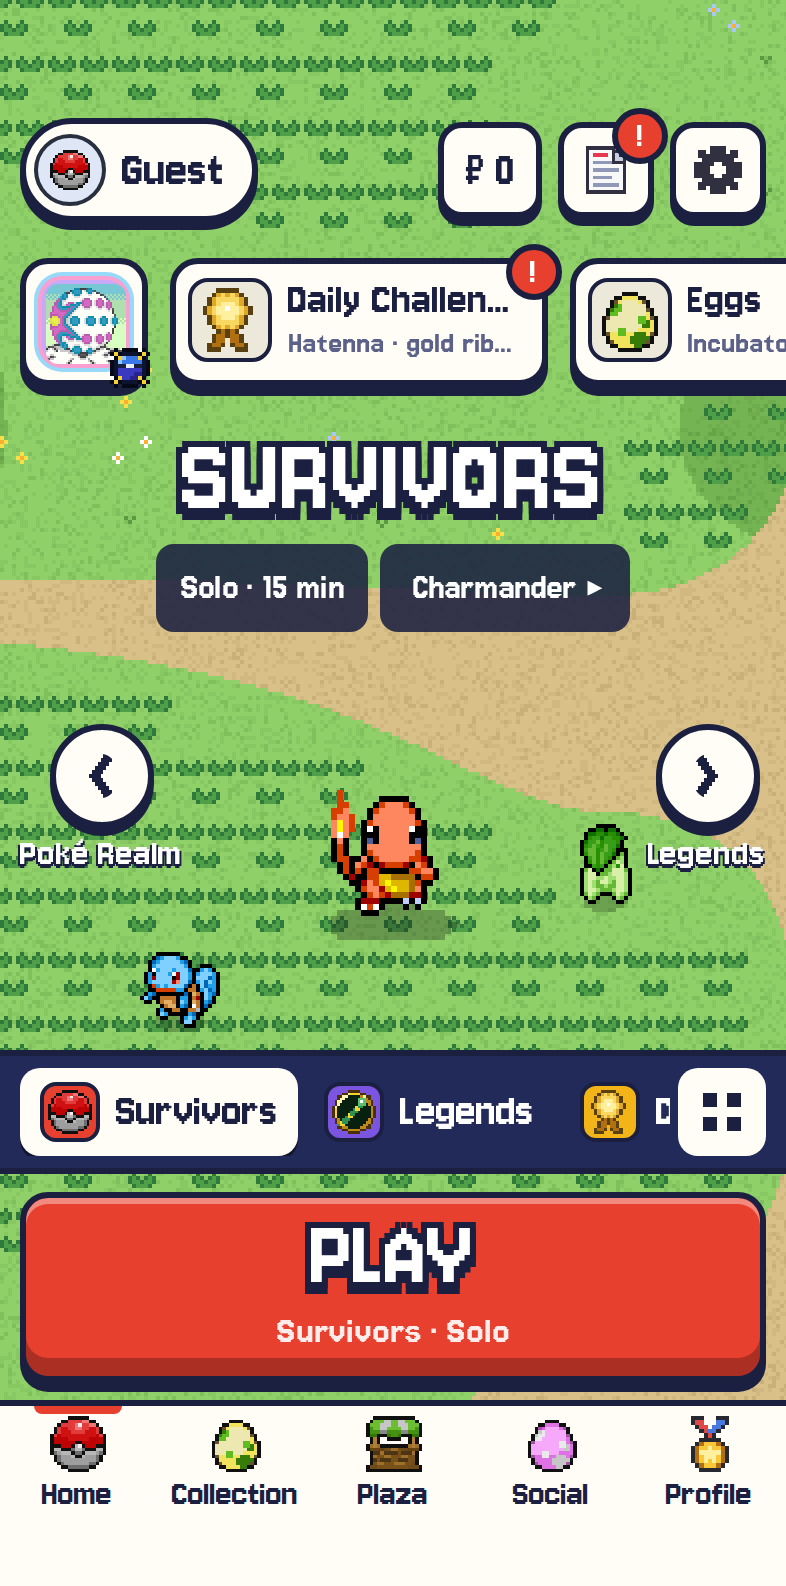 Guest
₽ 0
!
Daily Challen...
!
Hatenna · gold rib...
Eggs
Incubato
SURVIVORS
Solo · 15 min
Charmander ►
Poké Realm
Legends
Survivors
Legends
D
PLAY
Survivors · Solo
Home
Collection
Plaza
Social
Profile